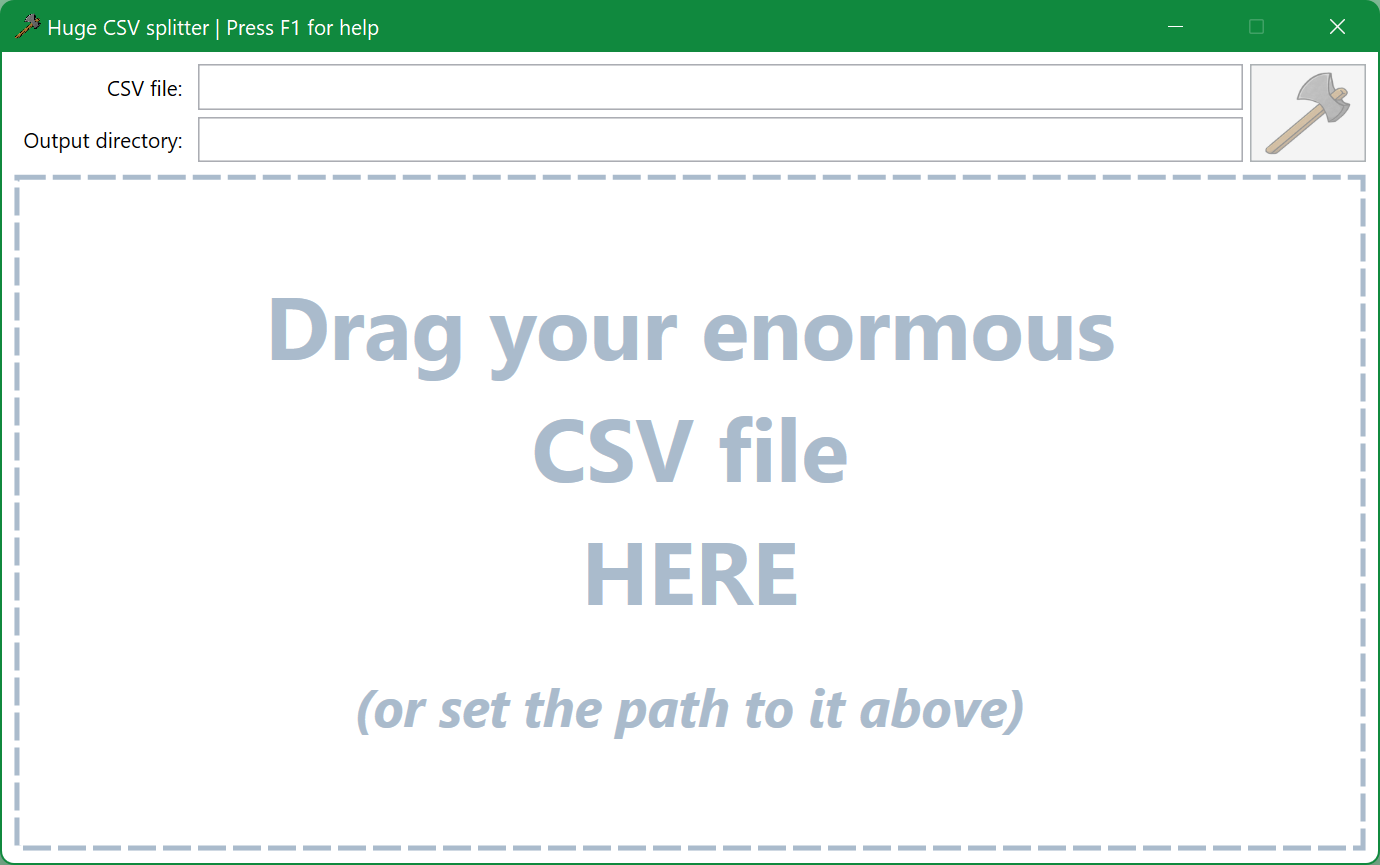 Huge CSV splitter | Press F1 for help
CSV file:
Output directory:
Drag your enormous
CSV file
HERE
(or set the path to it above)